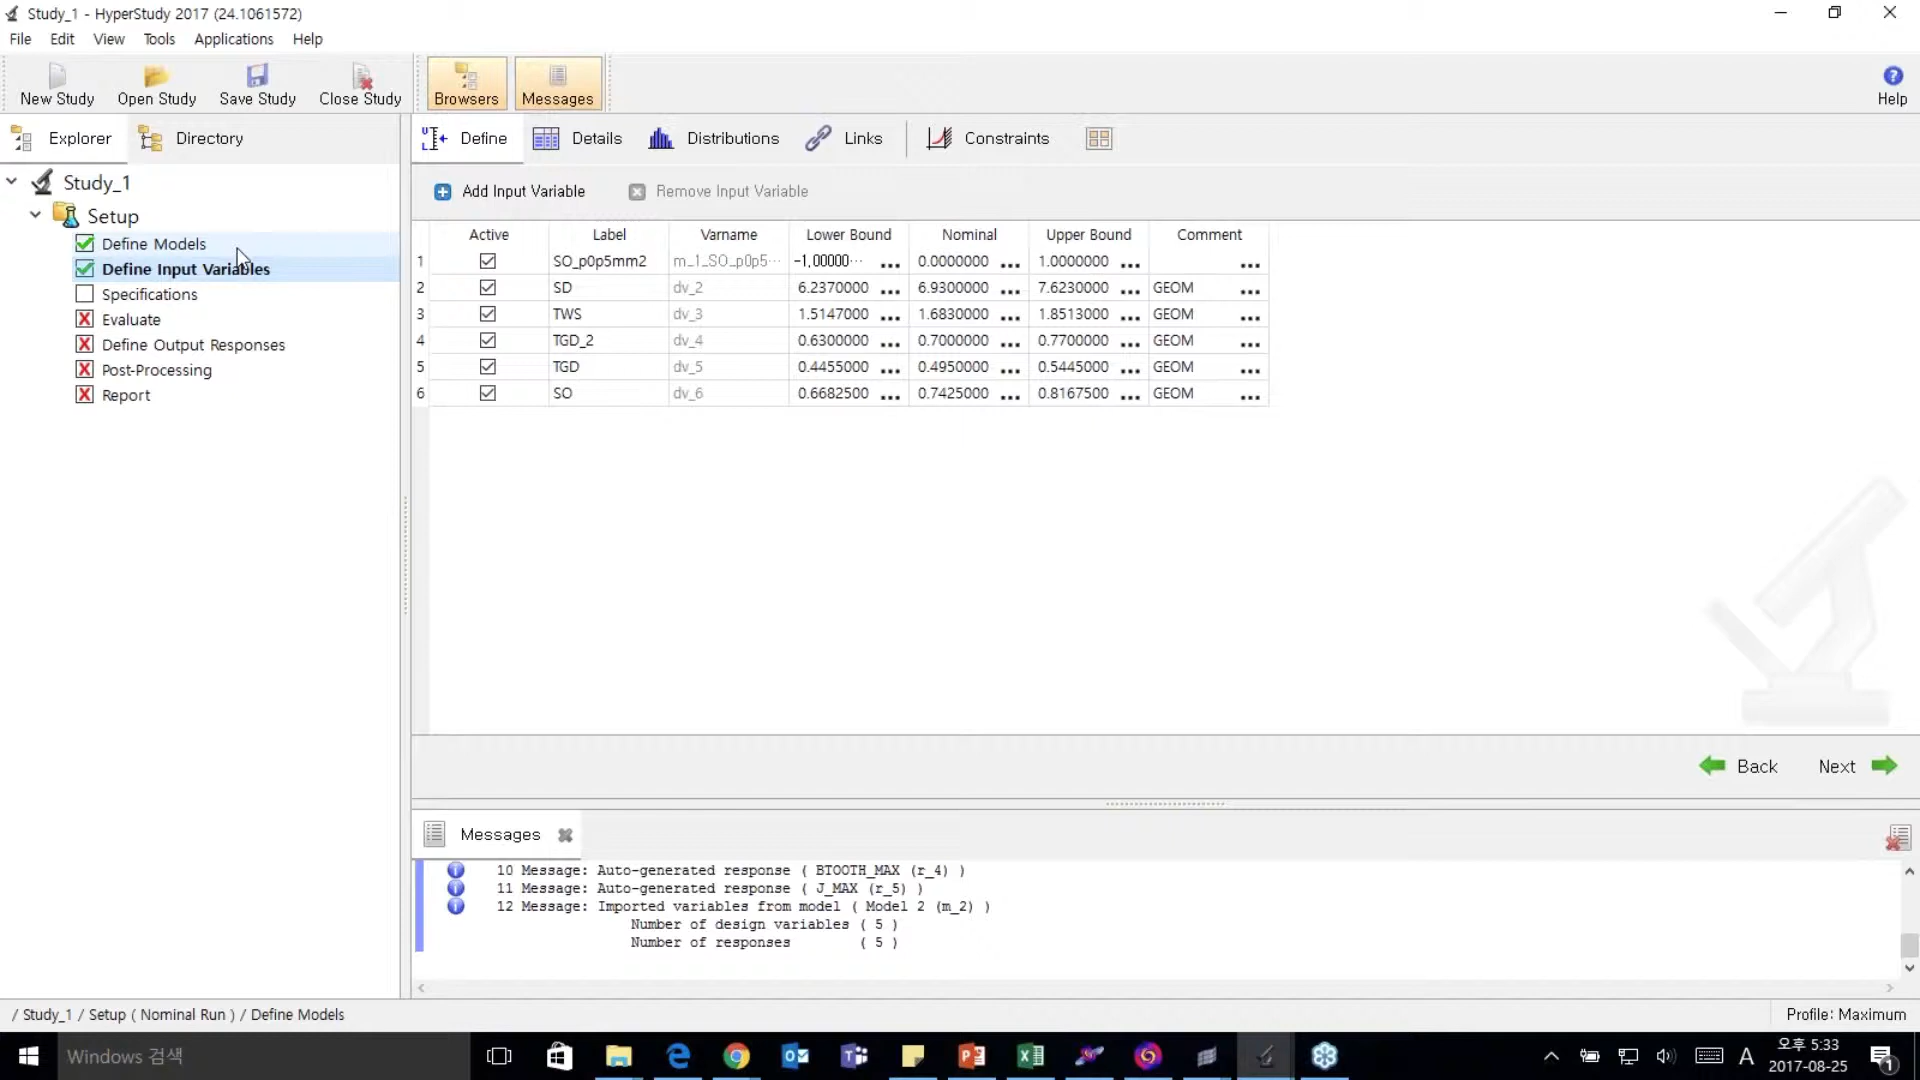 Study_1 - HyperStudy 2017 (24.1061572)
File Edit View Tools Applications Help
New Study Open Study Save Study Close Study Browsers Messages Help
Explorer Directory Define Details Distributions Links Constraints
Add Input Variable Remove Input Variable
Study_1
Setup
Define Models
Define Input Variables
Specifications
Evaluate
Define Output Responses
Post-Processing
Report
Active Label Varname Lower Bound Nominal Upper Bound Comment
1 SO_p0p5mm2 m_1_SO_p0p5··· -1,00000··· ... 0.0000000 ... 1.0000000 ... ...
2 SD dv_2 6.2370000 ... 6.9300000 ... 7.6230000 ... GEOM ...
3 TWS dv_3 1.5147000 ... 1.6830000 ... 1.8513000 ... GEOM ...
4 TGD_2 dv_4 0.6300000 ... 0.7000000 ... 0.7700000 ... GEOM ...
5 TGD dv_5 0.4455000 ... 0.4950000 ... 0.5445000 ... GEOM ...
6 SO dv_6 0.6682500 ... 0.7425000 ... 0.8167500 ... GEOM ...
Back Next
Messages
10 Message: Auto-generated response ( BTOOTH_MAX (r_4) )
11 Message: Auto-generated response ( J_MAX (r_5) )
12 Message: Imported variables from model ( Model 2 (m_2) )
Number of design variables ( 5 )
Number of responses ( 5 )
/ Study_1 / Setup ( Nominal Run ) / Define Models
Profile: Maximum
Windows 검색
A
오후 5:33
2017-08-25
1